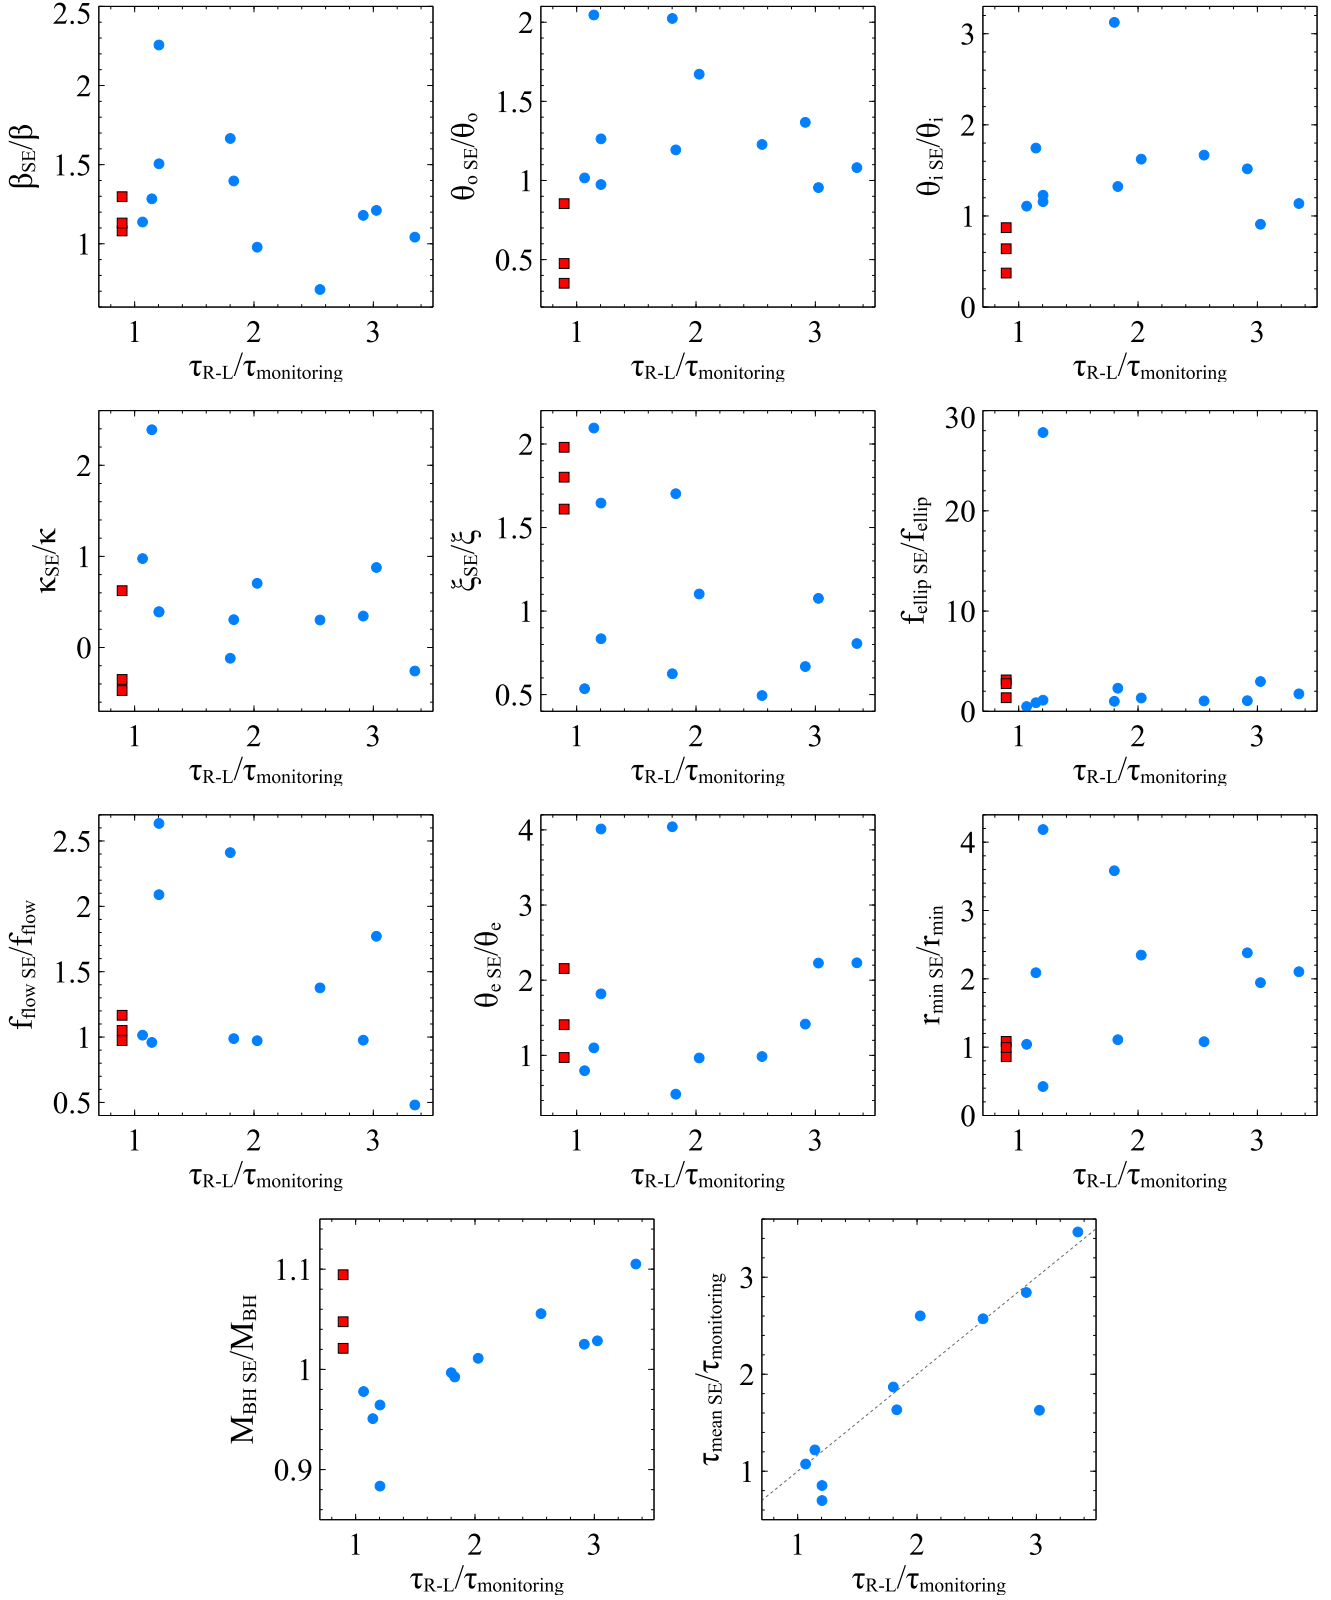 2.5
2
1.5
1
β_SE/β
1 2 3
τ_R-L/τ_monitoring
2
1.5
1
0.5
θ_o SE/θ_o
1 2 3
τ_R-L/τ_monitoring
3
2
1
0
θ_i SE/θ_i
1 2 3
τ_R-L/τ_monitoring
2
1
0
κ_SE/κ
1 2 3
τ_R-L/τ_monitoring
2
1.5
1
0.5
ξ_SE/ξ
1 2 3
τ_R-L/τ_monitoring
30
20
10
0
f_ellip SE/f_ellip
1 2 3
τ_R-L/τ_monitoring
2.5
2
1.5
1
0.5
f_flow SE/f_flow
1 2 3
τ_R-L/τ_monitoring
4
3
2
1
θ_e SE/θ_e
1 2 3
τ_R-L/τ_monitoring
4
3
2
1
0
r_min SE/r_min
1 2 3
τ_R-L/τ_monitoring
1.1
1
0.9
M_BH SE/M_BH
1 2 3
τ_R-L/τ_monitoring
3
2
1
τ_mean SE/τ_monitoring
1 2 3
τ_R-L/τ_monitoring